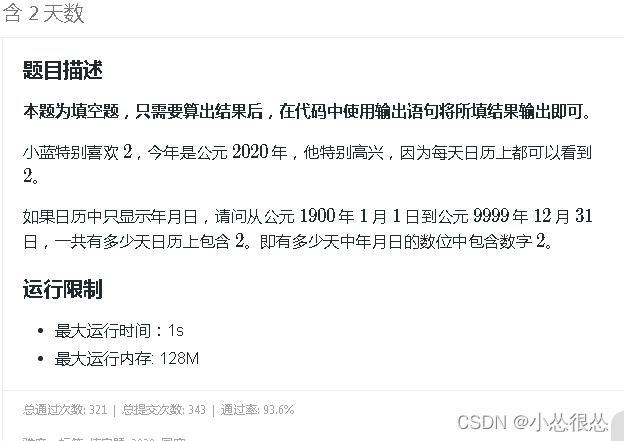 含 2 天数
题目描述
本题为填空题，只需要算出结果后，在代码中使用输出语句将所填结果输出即可。
小蓝特别喜欢 2，今年是公元 2020 年，他特别高兴，因为每天日历上都可以看到
2。
如果日历中只显示年月日，请问从公元 1900 年 1 月 1 日到公元 9999 年 12 月 31
日，一共有多少天日历上包含 2。即有多少天中年月日的数位中包含数字 2。
运行限制
• 最大运行时间：1s
• 最大运行内存: 128M
总通过次数: 321 | 总提交次数: 343 | 通过率: 93.6%
CSDN @小怂很怂